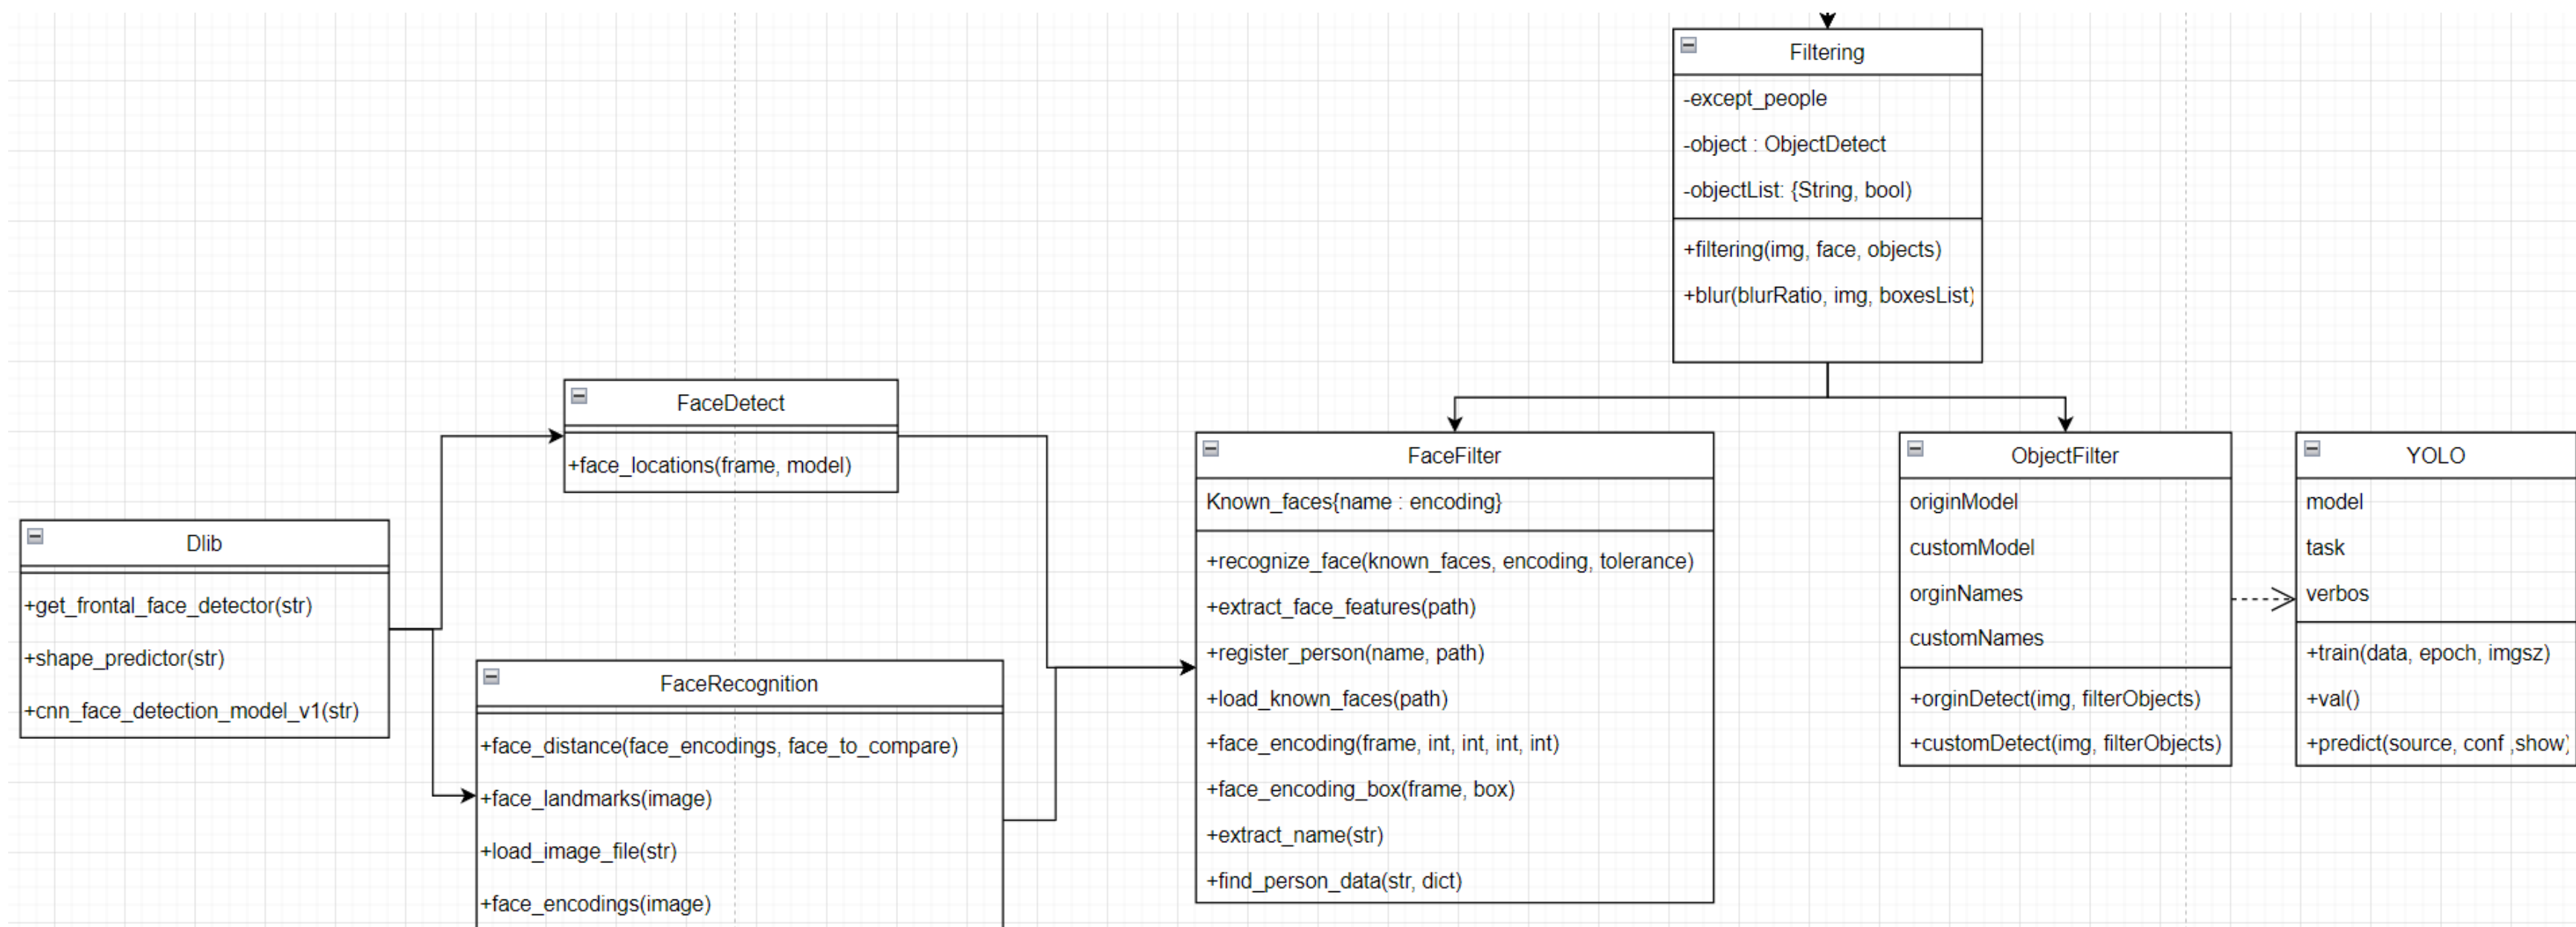 Filtering
-except_people
-object : ObjectDetect
-objectList: {String, bool)
+filtering(img, face, objects)
+blur(blurRatio, img, boxesList)
FaceDetect
+face_locations(frame, model)
Dlib
+get_frontal_face_detector(str)
+shape_predictor(str)
+cnn_face_detection_model_v1(str)
FaceRecognition
+face_distance(face_encodings, face_to_compare)
+face_landmarks(image)
+load_image_file(str)
+face_encodings(image)
FaceFilter
Known_faces{name : encoding}
+recognize_face(known_faces, encoding, tolerance)
+extract_face_features(path)
+register_person(name, path)
+load_known_faces(path)
+face_encoding(frame, int, int, int, int)
+face_encoding_box(frame, box)
+extract_name(str)
+find_person_data(str, dict)
ObjectFilter
originModel
customModel
orginNames
customNames
+orginDetect(img, filterObjects)
+customDetect(img, filterObjects)
YOLO
model
task
verbos
+train(data, epoch, imgsz)
+val()
+predict(source, conf ,show)